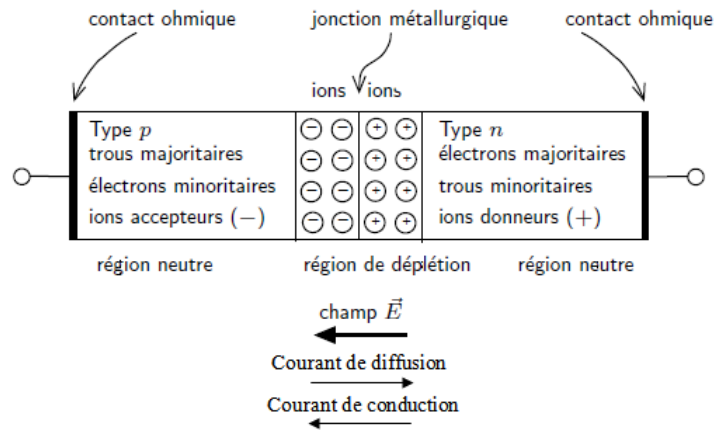 contact ohmique jonction métallurgique contact ohmique
ions ions
Type p
trous majoritaires
électrons minoritaires
ions accepteurs (−)
− − + +
− − + +
− − + +
− − + +
Type n
électrons majoritaires
trous minoritaires
ions donneurs (+)
région neutre région de déplétion région neutre
champ E⃗
Courant de diffusion
Courant de conduction